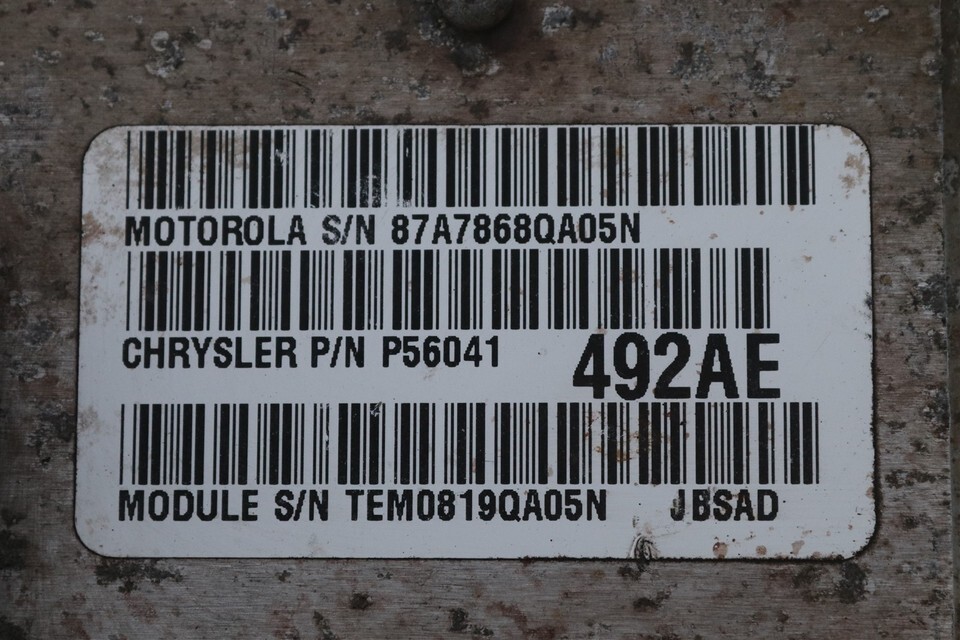 MOTOROLA S/N 87A7868QA05N
CHRYSLER P/N P56041 492AE
MODULE S/N TEM0819QA05N JBSAD